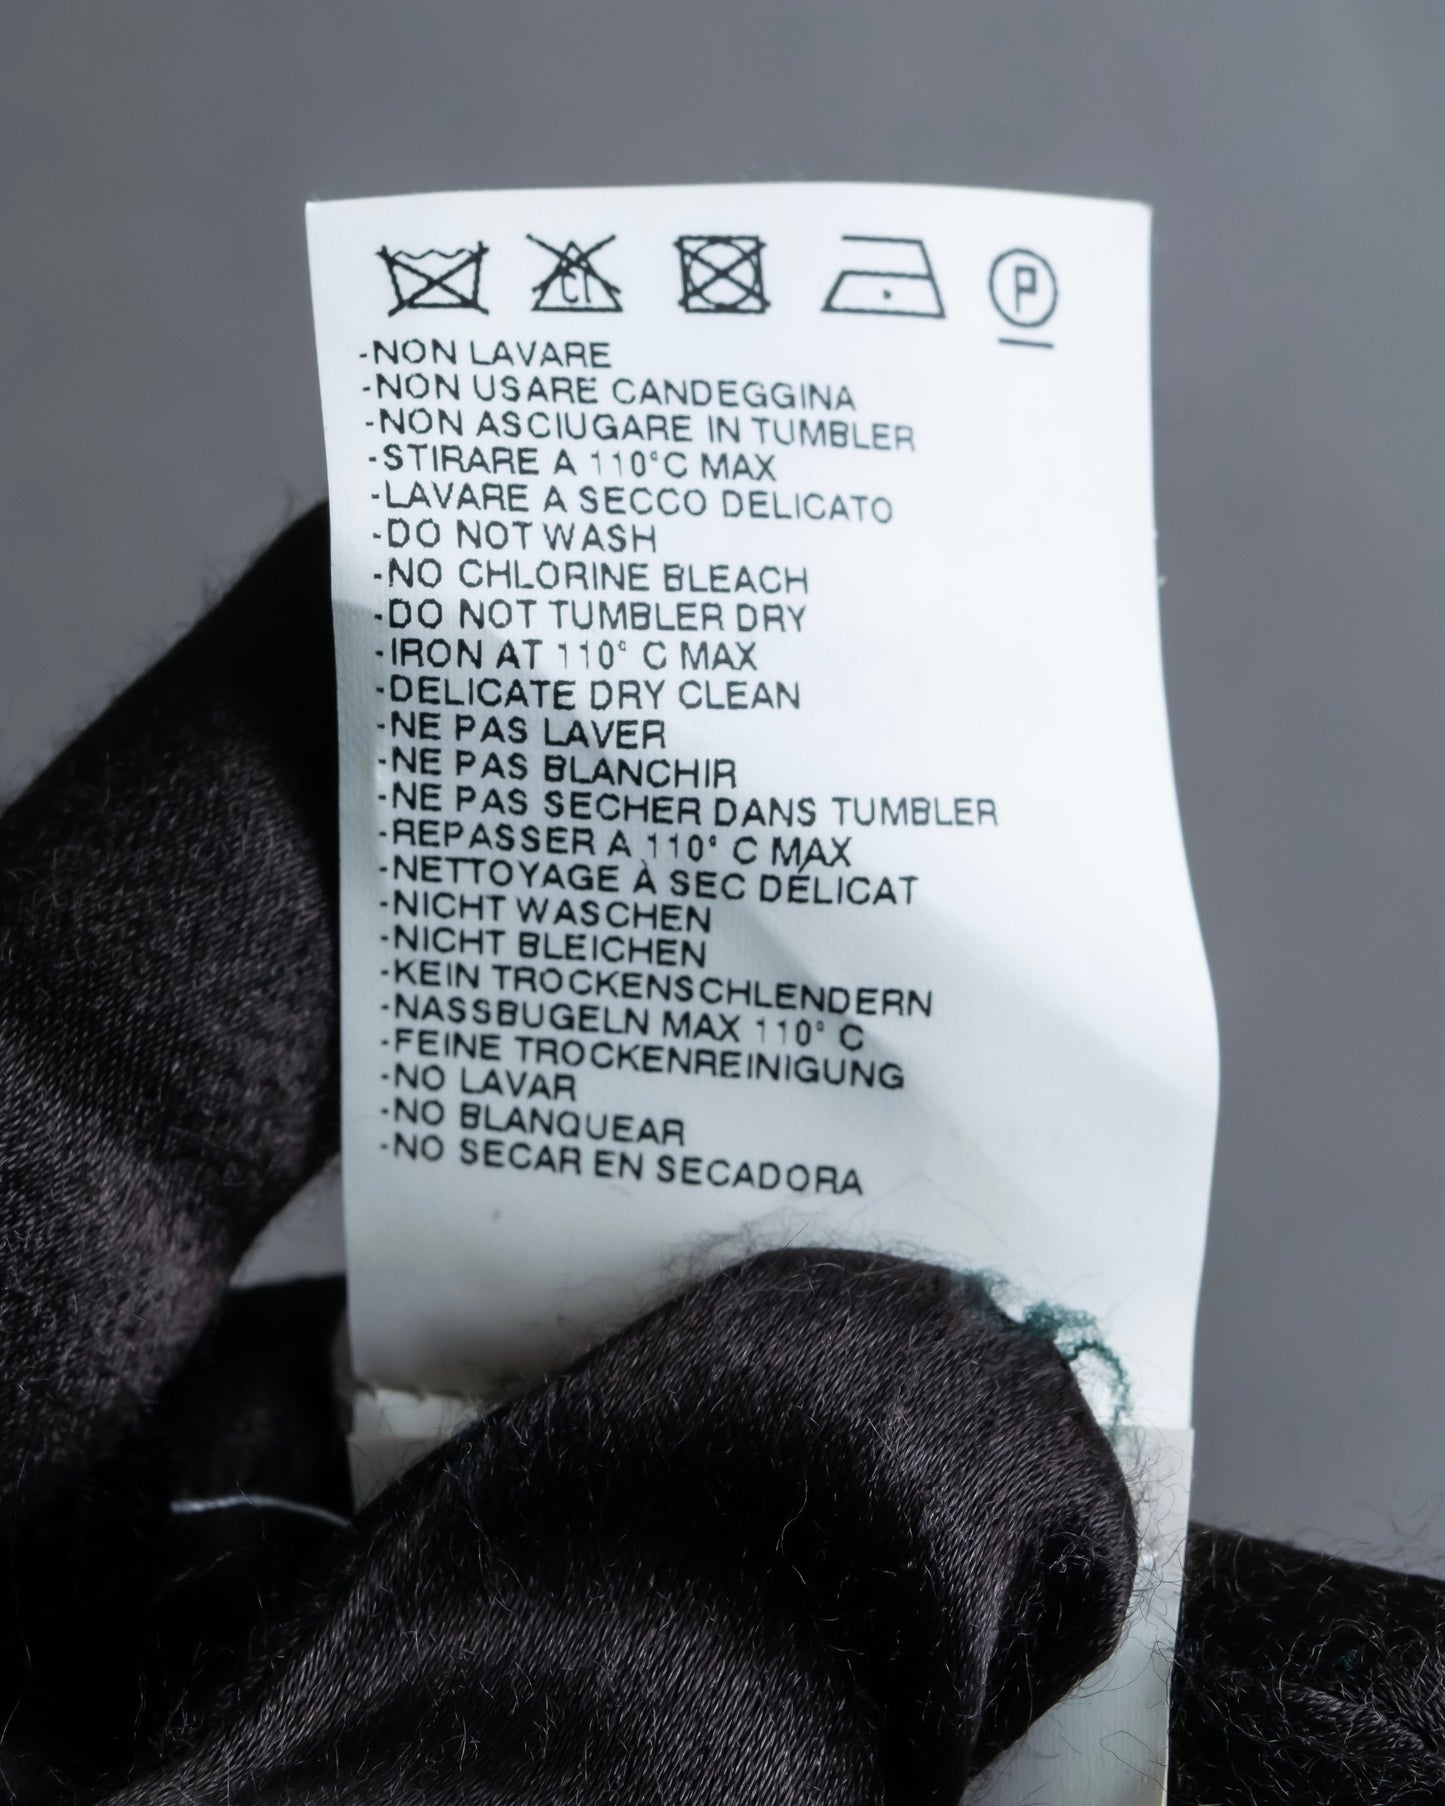 Cl P
-NON LAVARE
-NON USARE CANDEGGINA
-NON ASCIUGARE IN TUMBLER
-STIRARE A 110°C MAX
-LAVARE A SECCO DELICATO
-DO NOT WASH
-NO CHLORINE BLEACH
-DO NOT TUMBLER DRY
-IRON AT 110° C MAX
-DELICATE DRY CLEAN
-NE PAS LAVER
-NE PAS BLANCHIR
-NE PAS SECHER DANS TUMBLER
-REPASSER A 110° C MAX
-NETTOYAGE À SEC DÉLICAT
-NICHT WASCHEN
-NICHT BLEICHEN
-KEIN TROCKENSCHLENDERN
-NASSBUGELN MAX 110° C
-FEINE TROCKENREINIGUNG
-NO LAVAR
-NO BLANQUEAR
-NO SECAR EN SECADORA